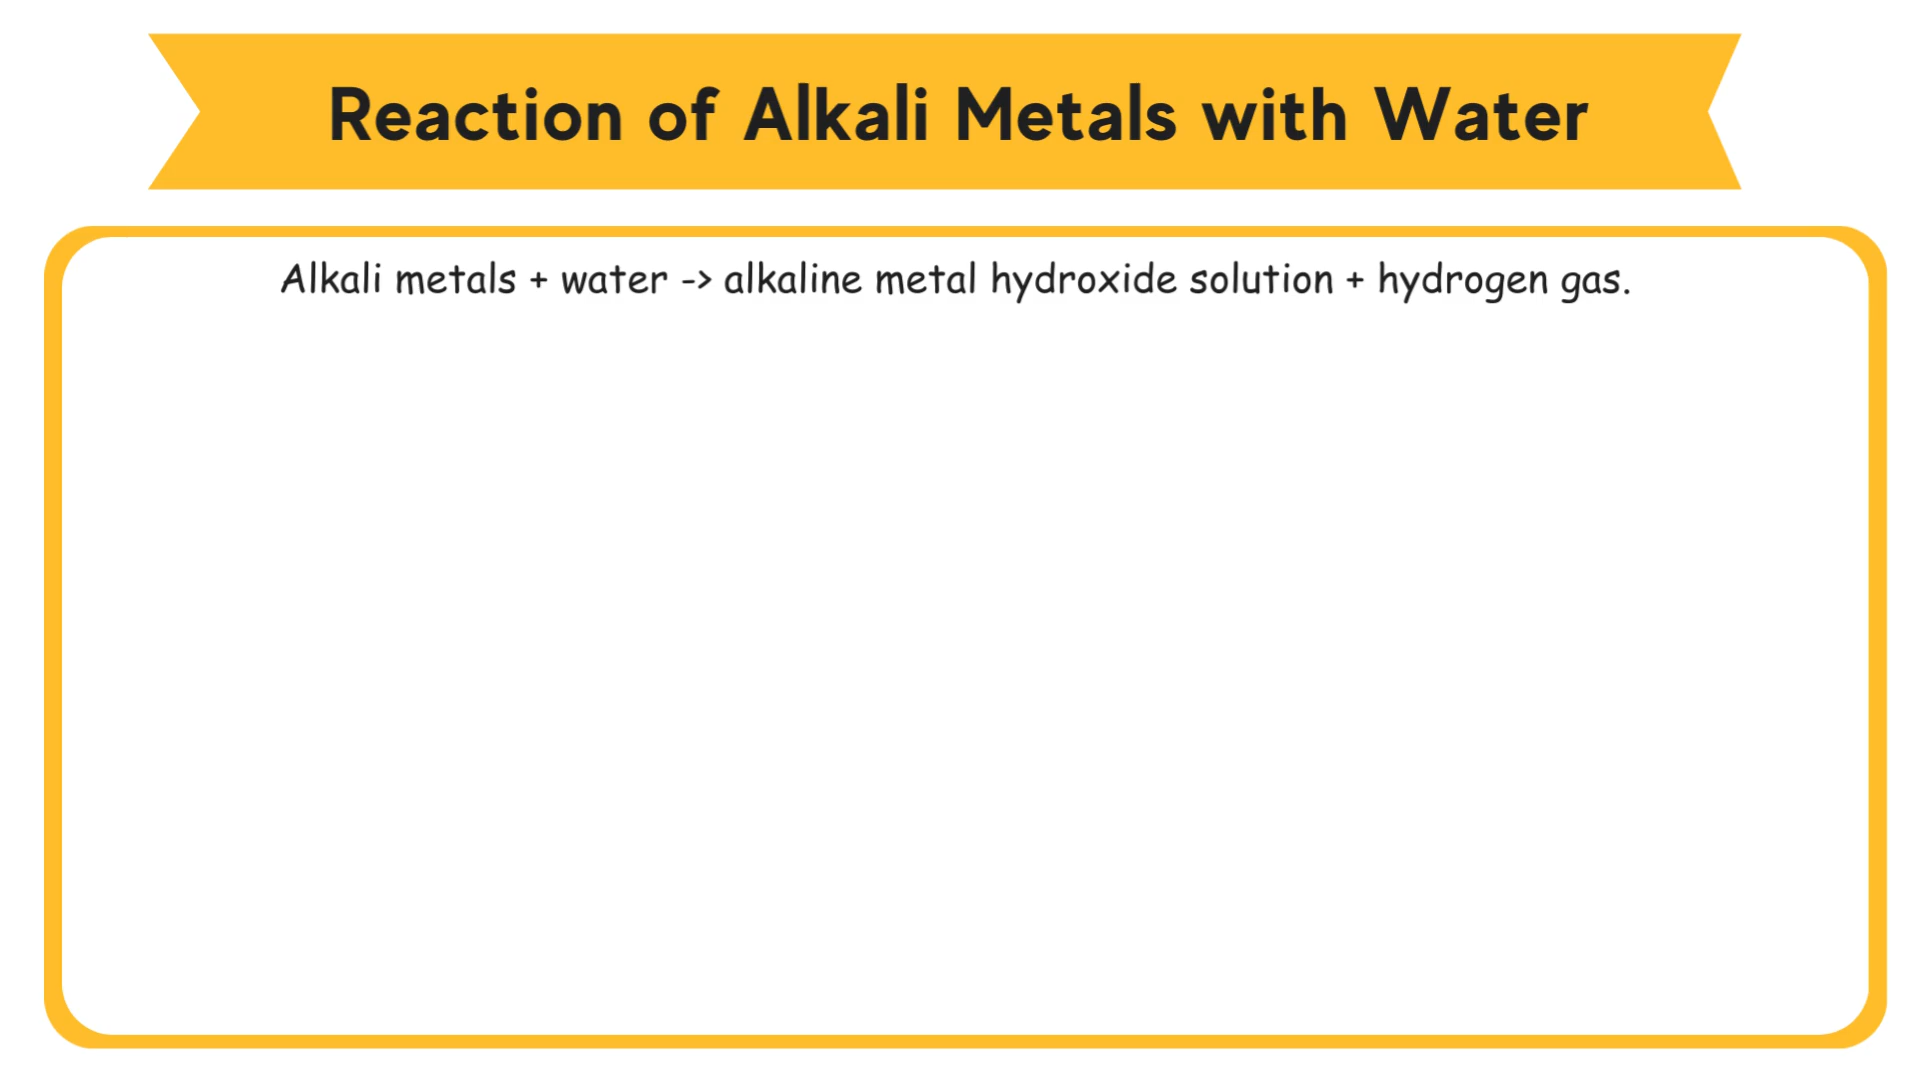 Reaction of Alkali Metals with Water
Alkali metals + water -> alkaline metal hydroxide solution + hydrogen gas.